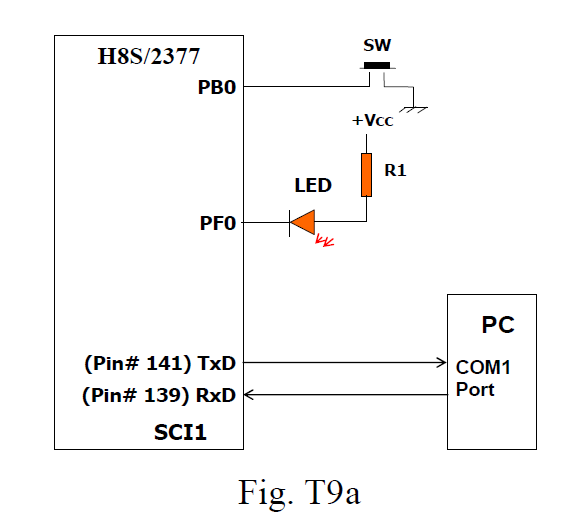 H8S/2377
SW
PB0
+Vcc
R1
LED
PF0
PC
(Pin# 141) TxD
COM1
Port
(Pin# 139) RxD
SCI1
Fig. T9a